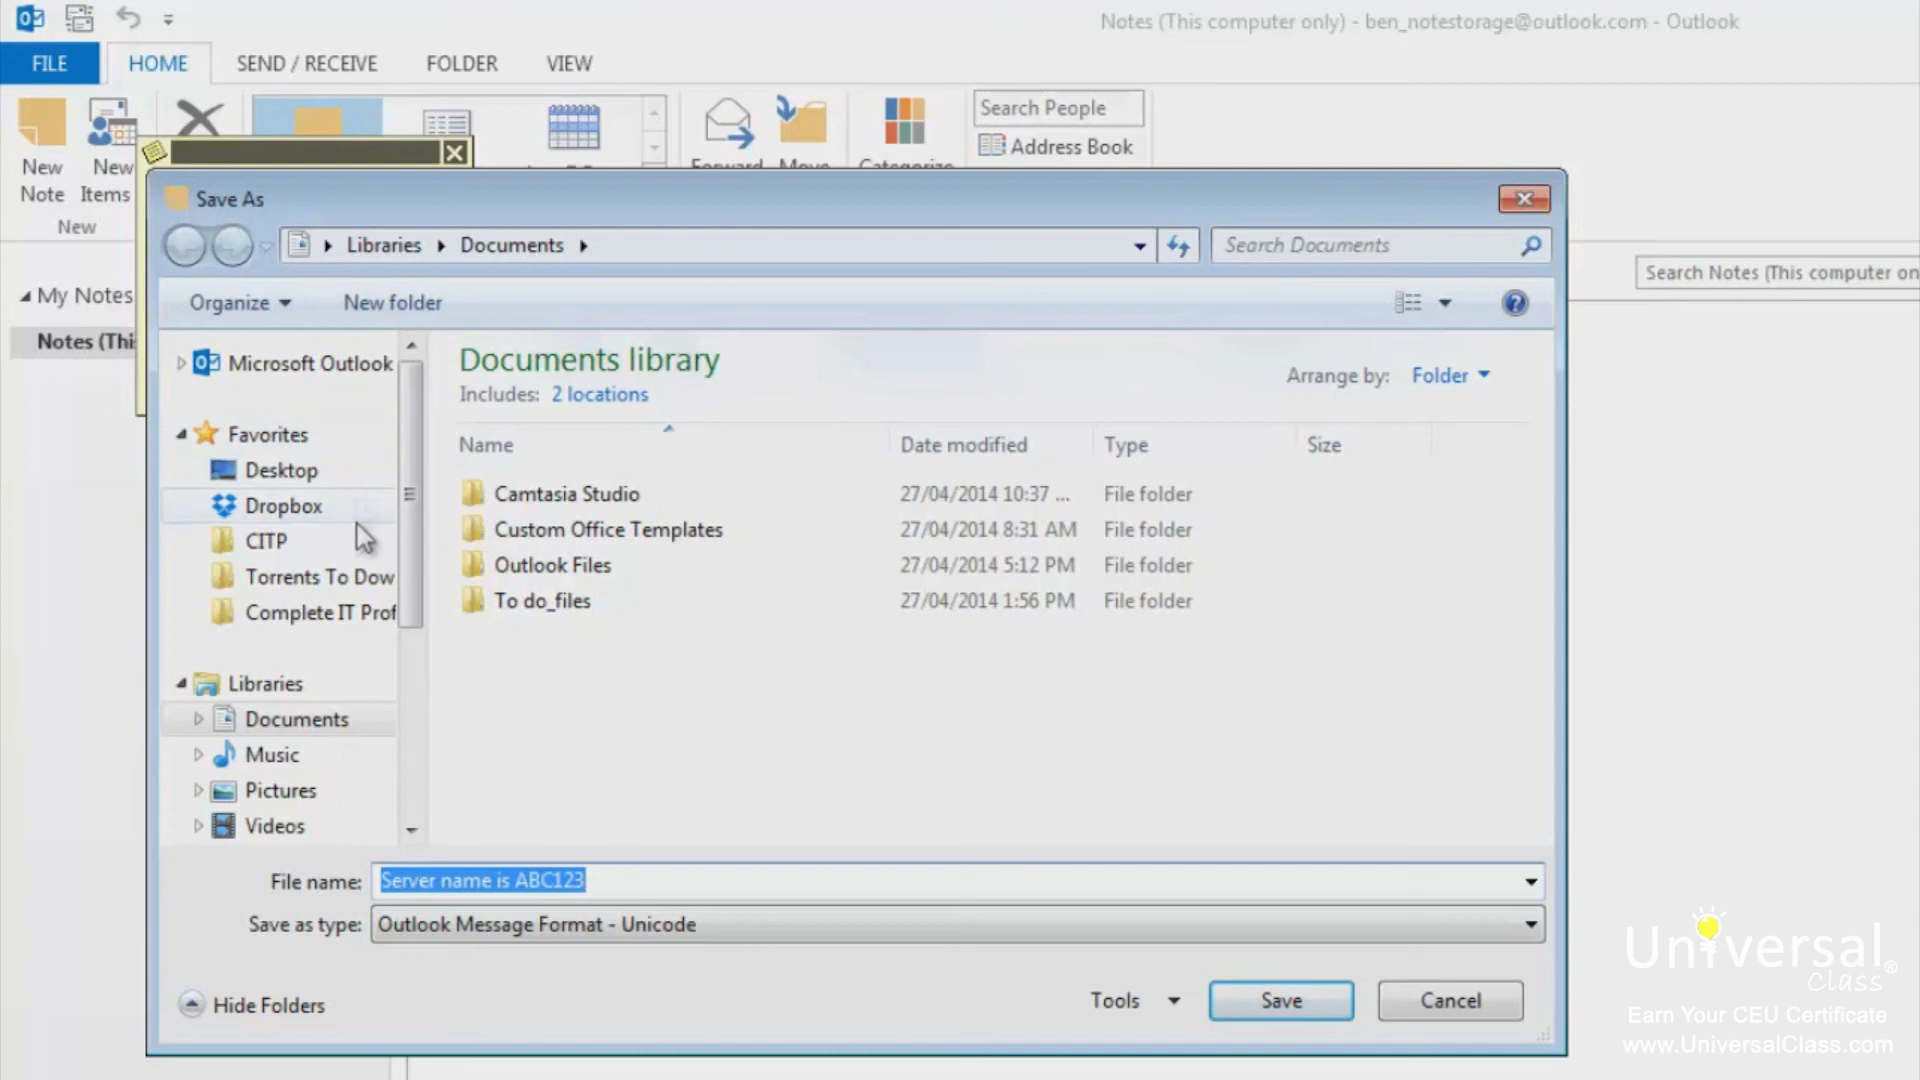 Notes (This computer only) - ben_notestorage@outlook.com - Outlook
FILE HOME SEND / RECEIVE FOLDER VIEW
New Note
New Items
New
Forward Move Categorize
Search People
Address Book
Save As
Libraries Documents
Search Documents
Search Notes (This computer on
Organize New folder
My Notes
Notes (This
Microsoft Outlook
Favorites
Desktop
Dropbox
CITP
Torrents To Dow
Complete IT Prof
Libraries
Documents
Music
Pictures
Videos
Documents library
Includes: 2 locations
Arrange by: Folder
Name Date modified Type Size
Camtasia Studio 27/04/2014 10:37 ... File folder
Custom Office Templates 27/04/2014 8:31 AM File folder
Outlook Files 27/04/2014 5:12 PM File folder
To do_files 27/04/2014 1:56 PM File folder
File name: Server name is ABC123
Save as type: Outlook Message Format - Unicode
Hide Folders
Tools Save Cancel
Universal
Class®
Earn Your CEU Certificate
www.UniversalClass.com